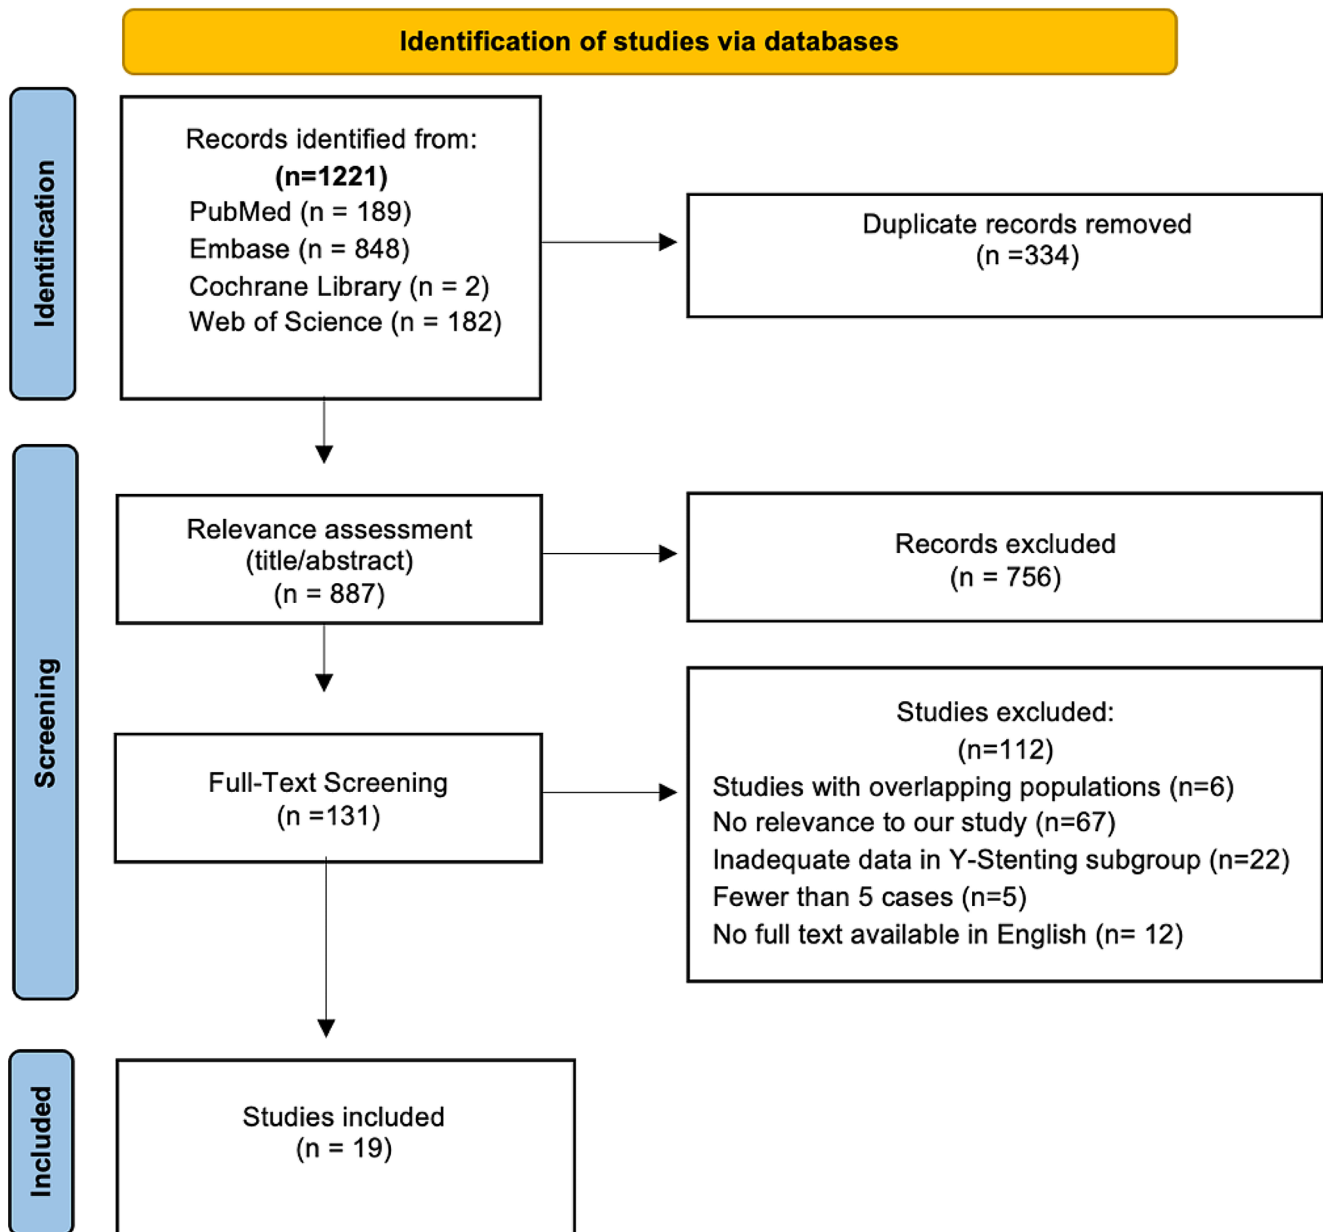 Identification of studies via databases
Identification
Records identified from:
(n=1221)
PubMed (n = 189)
Embase (n = 848)
Cochrane Library (n = 2)
Web of Science (n = 182)
Duplicate records removed
(n =334)
Screening
Relevance assessment
(title/abstract)
(n = 887)
Records excluded
(n = 756)
Full-Text Screening
(n =131)
Studies excluded:
(n=112)
Studies with overlapping populations (n=6)
No relevance to our study (n=67)
Inadequate data in Y-Stenting subgroup (n=22)
Fewer than 5 cases (n=5)
No full text available in English (n= 12)
Included
Studies included
(n = 19)